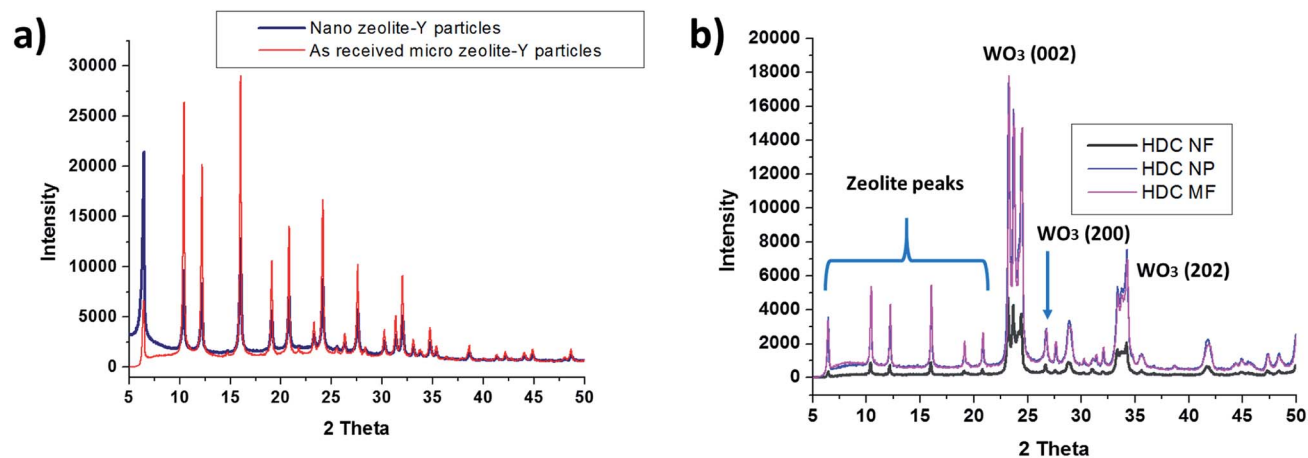 a)
Nano zeolite-Y particles
As received micro zeolite-Y particles
30000
25000
20000
15000
10000
5000
0
Intensity
5 10 15 20 25 30 35 40 45 50
2 Theta
b)
20000
18000
16000
14000
12000
10000
8000
6000
4000
2000
0
Intensity
WO3 (002)
HDC NF
HDC NP
HDC MF
Zeolite peaks
WO3 (200)
WO3 (202)
5 10 15 20 25 30 35 40 45 50
2 Theta